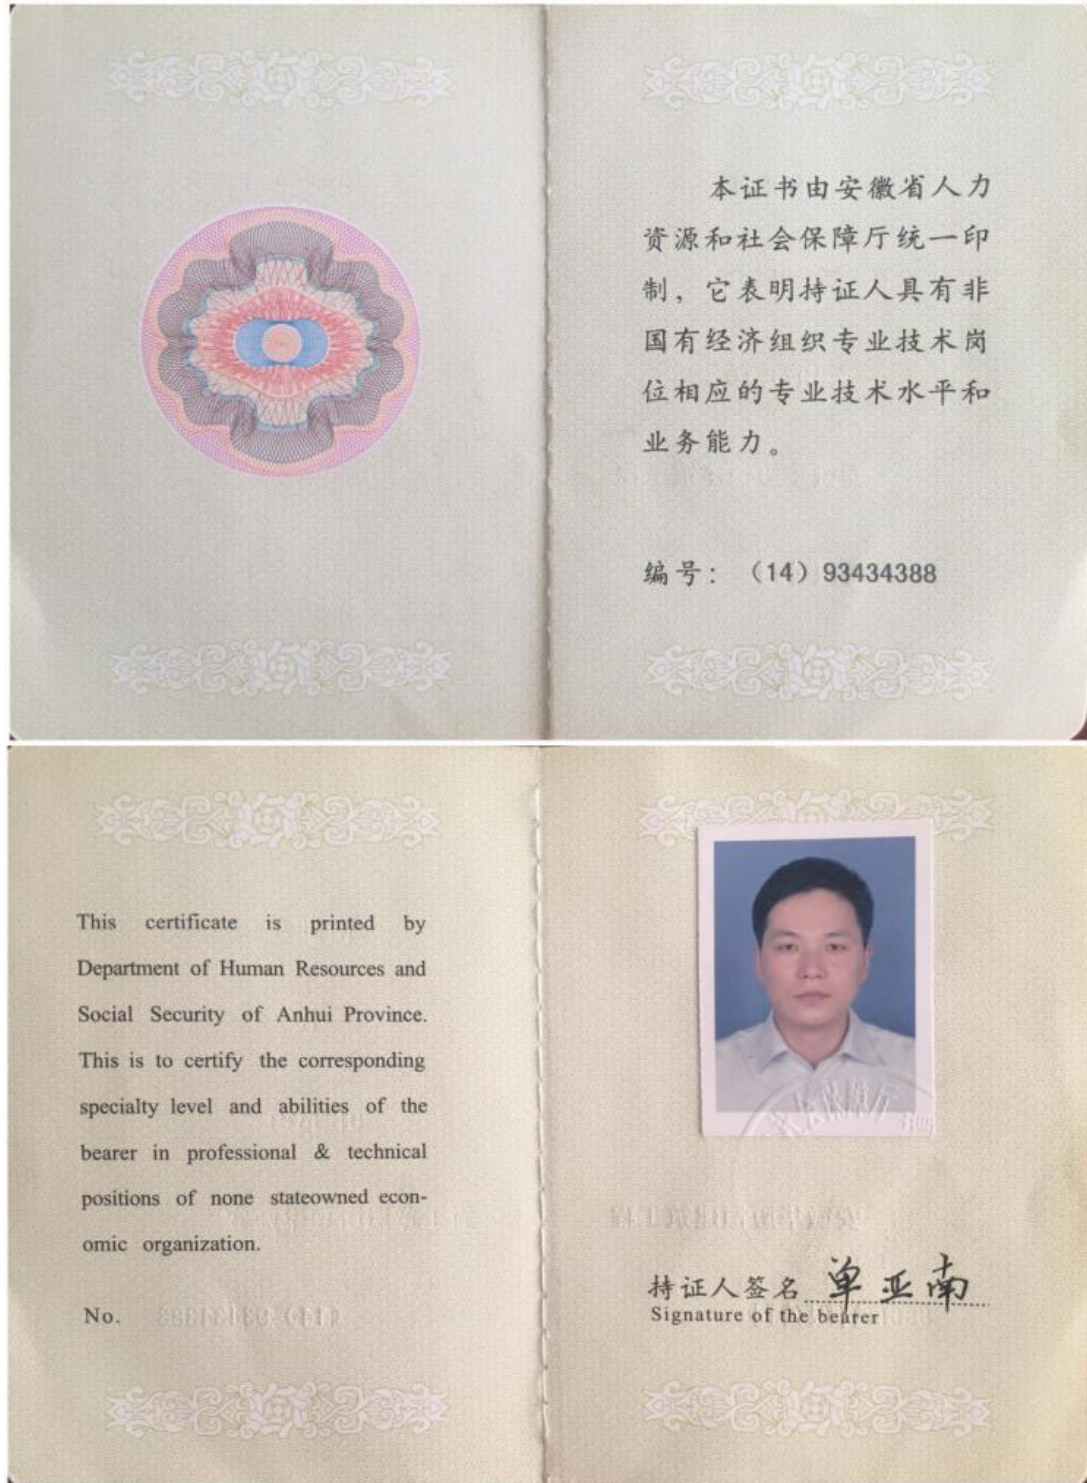 本证书由安徽省人力
资源和社会保障厅统一印
制，它表明持证人具有非
国有经济组织专业技术岗
位相应的专业技术水平和
业务能力。
编号：（14）93434388
This certificate is printed by
Department of Human Resources and
Social Security of Anhui Province.
This is to certify the corresponding
specialty level and abilities of the
bearer in professional & technical
positions of none stateowned econ-
omic organization.
No.
持证人签名 单亚南
Signature of the bearer